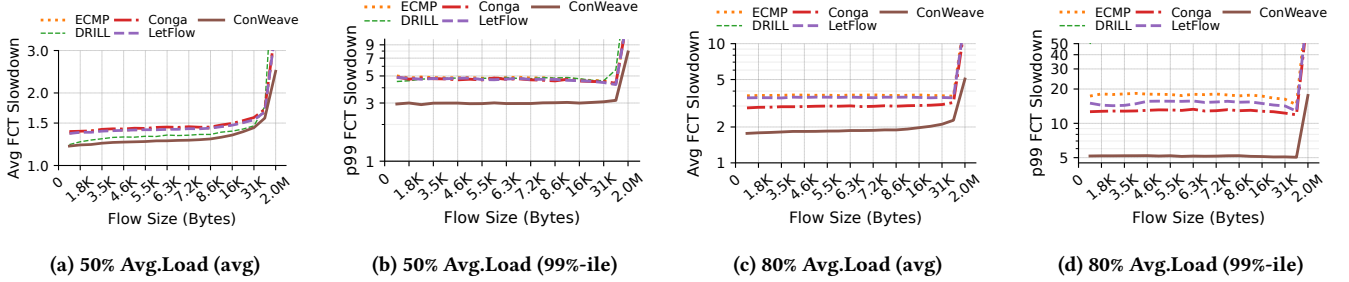 ECMP Conga ConWeave
DRILL LetFlow
Avg FCT Slowdown
3.0
2.0
1.5
1.0
0 1.8K 3.5K 4.6K 5.5K 6.3K 7.2K 8.6K 16K 31K 2.0M
Flow Size (Bytes)
(a) 50% Avg.Load (avg)
ECMP Conga ConWeave
DRILL LetFlow
p99 FCT Slowdown
9
5
3
1
0 1.8K 3.5K 4.6K 5.5K 6.3K 7.2K 8.6K 16K 31K 2.0M
Flow Size (Bytes)
(b) 50% Avg.Load (99%-ile)
ECMP Conga ConWeave
DRILL LetFlow
Avg FCT Slowdown
10
5
2
1
0 1.8K 3.5K 4.6K 5.5K 6.3K 7.2K 8.6K 16K 31K 2.0M
Flow Size (Bytes)
(c) 80% Avg.Load (avg)
ECMP Conga ConWeave
DRILL LetFlow
p99 FCT Slowdown
50
20
10
5
0 1.8K 3.5K 4.6K 5.5K 6.3K 7.2K 8.6K 16K 31K 2.0M
Flow Size (Bytes)
(d) 80% Avg.Load (99%-ile)